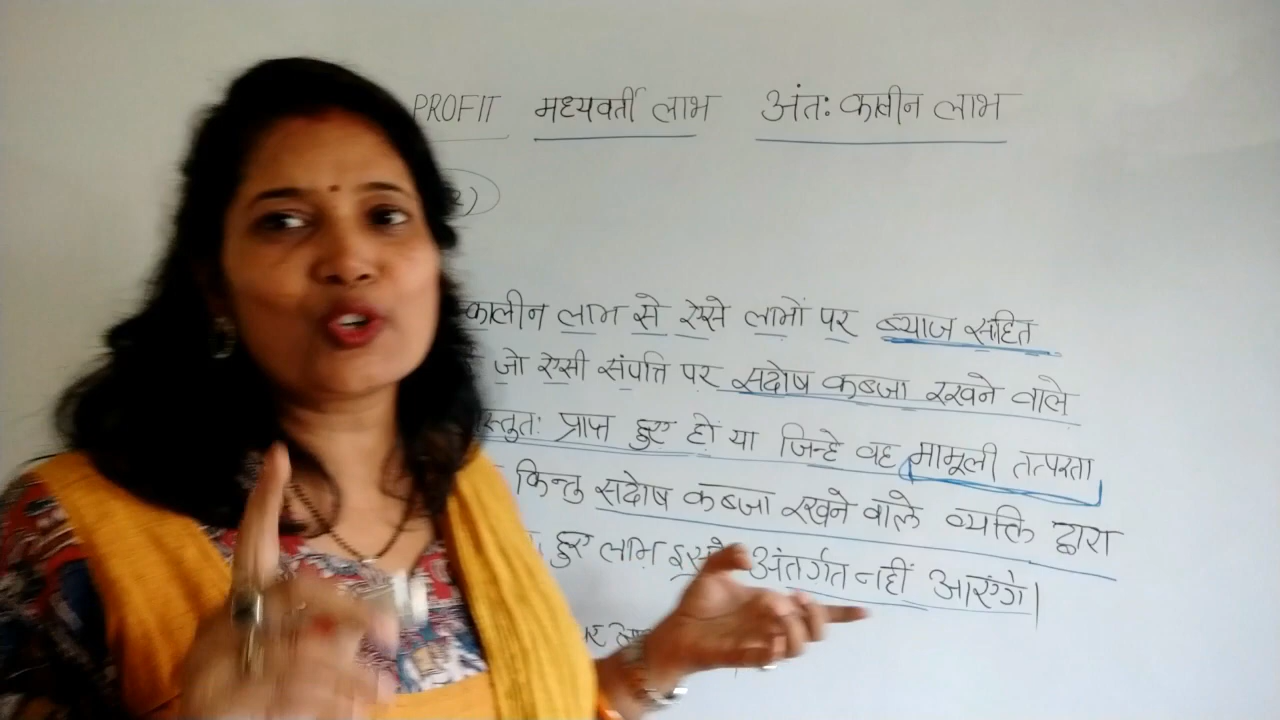 PROFIT मध्यवर्ती लाभ अंतः कालीन लाभ
2)
कालीन लाभ से ऐसे लाभों पर ब्याज सहित
जो ऐसी संपत्ति पर सदोष कब्जा रखने वाले
प्राप्त हुए हों या जिन्हे वह मामूली तत्परता
किन्तु सदोष कब्जा रखने वाले व्यक्ति द्वारा
हुए लाभ इसके अंतर्गत नहीं आएंगे।